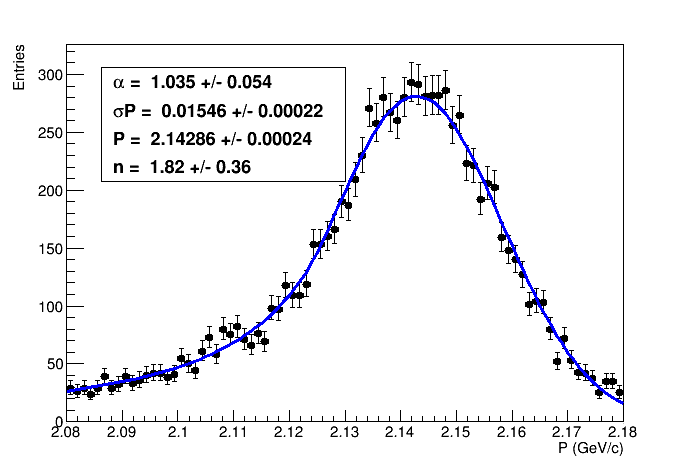 Entries
300
250
200
150
100
50
0
α = 1.035 +/- 0.054
σP = 0.01546 +/- 0.00022
P = 2.14286 +/- 0.00024
n = 1.82 +/- 0.36
2.08 2.09 2.1 2.11 2.12 2.13 2.14 2.15 2.16 2.17 2.18
P (GeV/c)